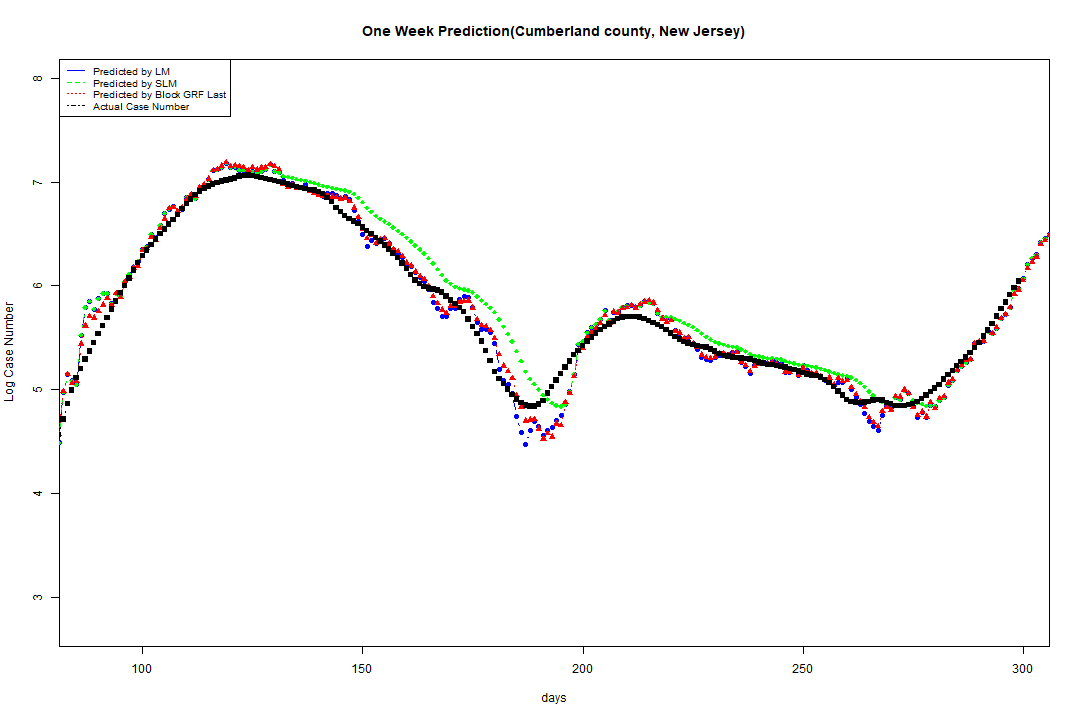 One Week Prediction(Cumberland county, New Jersey)
Predicted by LM
Predicted by SLM
Predicted by Block GRF Last
Actual Case Number
8
7
6
5
4
3
Log Case Number
100 150 200 250 300
days